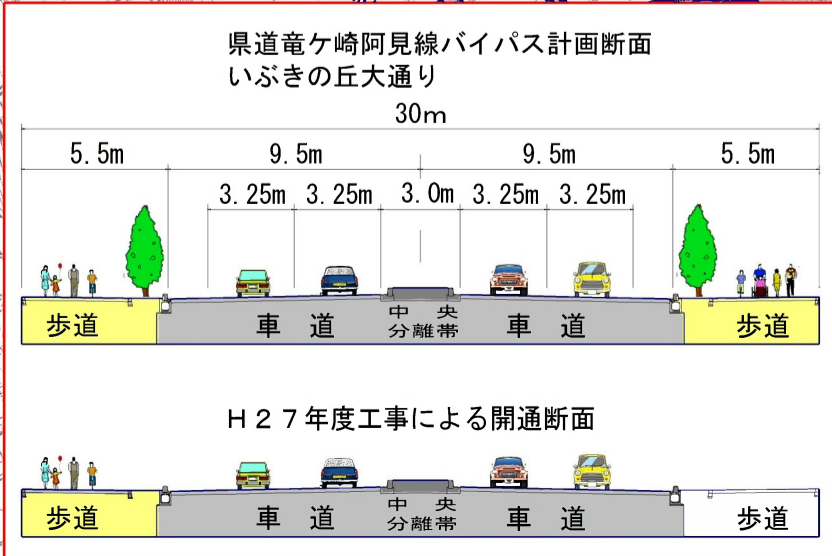 県道竜ケ崎阿見線バイパス計画断面
いぶきの丘大通り
30m
5.5m 9.5m 9.5m 5.5m
3.25m 3.25m 3.0m 3.25m 3.25m
歩道 車道 中央 車道 歩道
分離帯
H27年度工事による開通断面
歩道 車道 中央 車道 歩道
分離帯